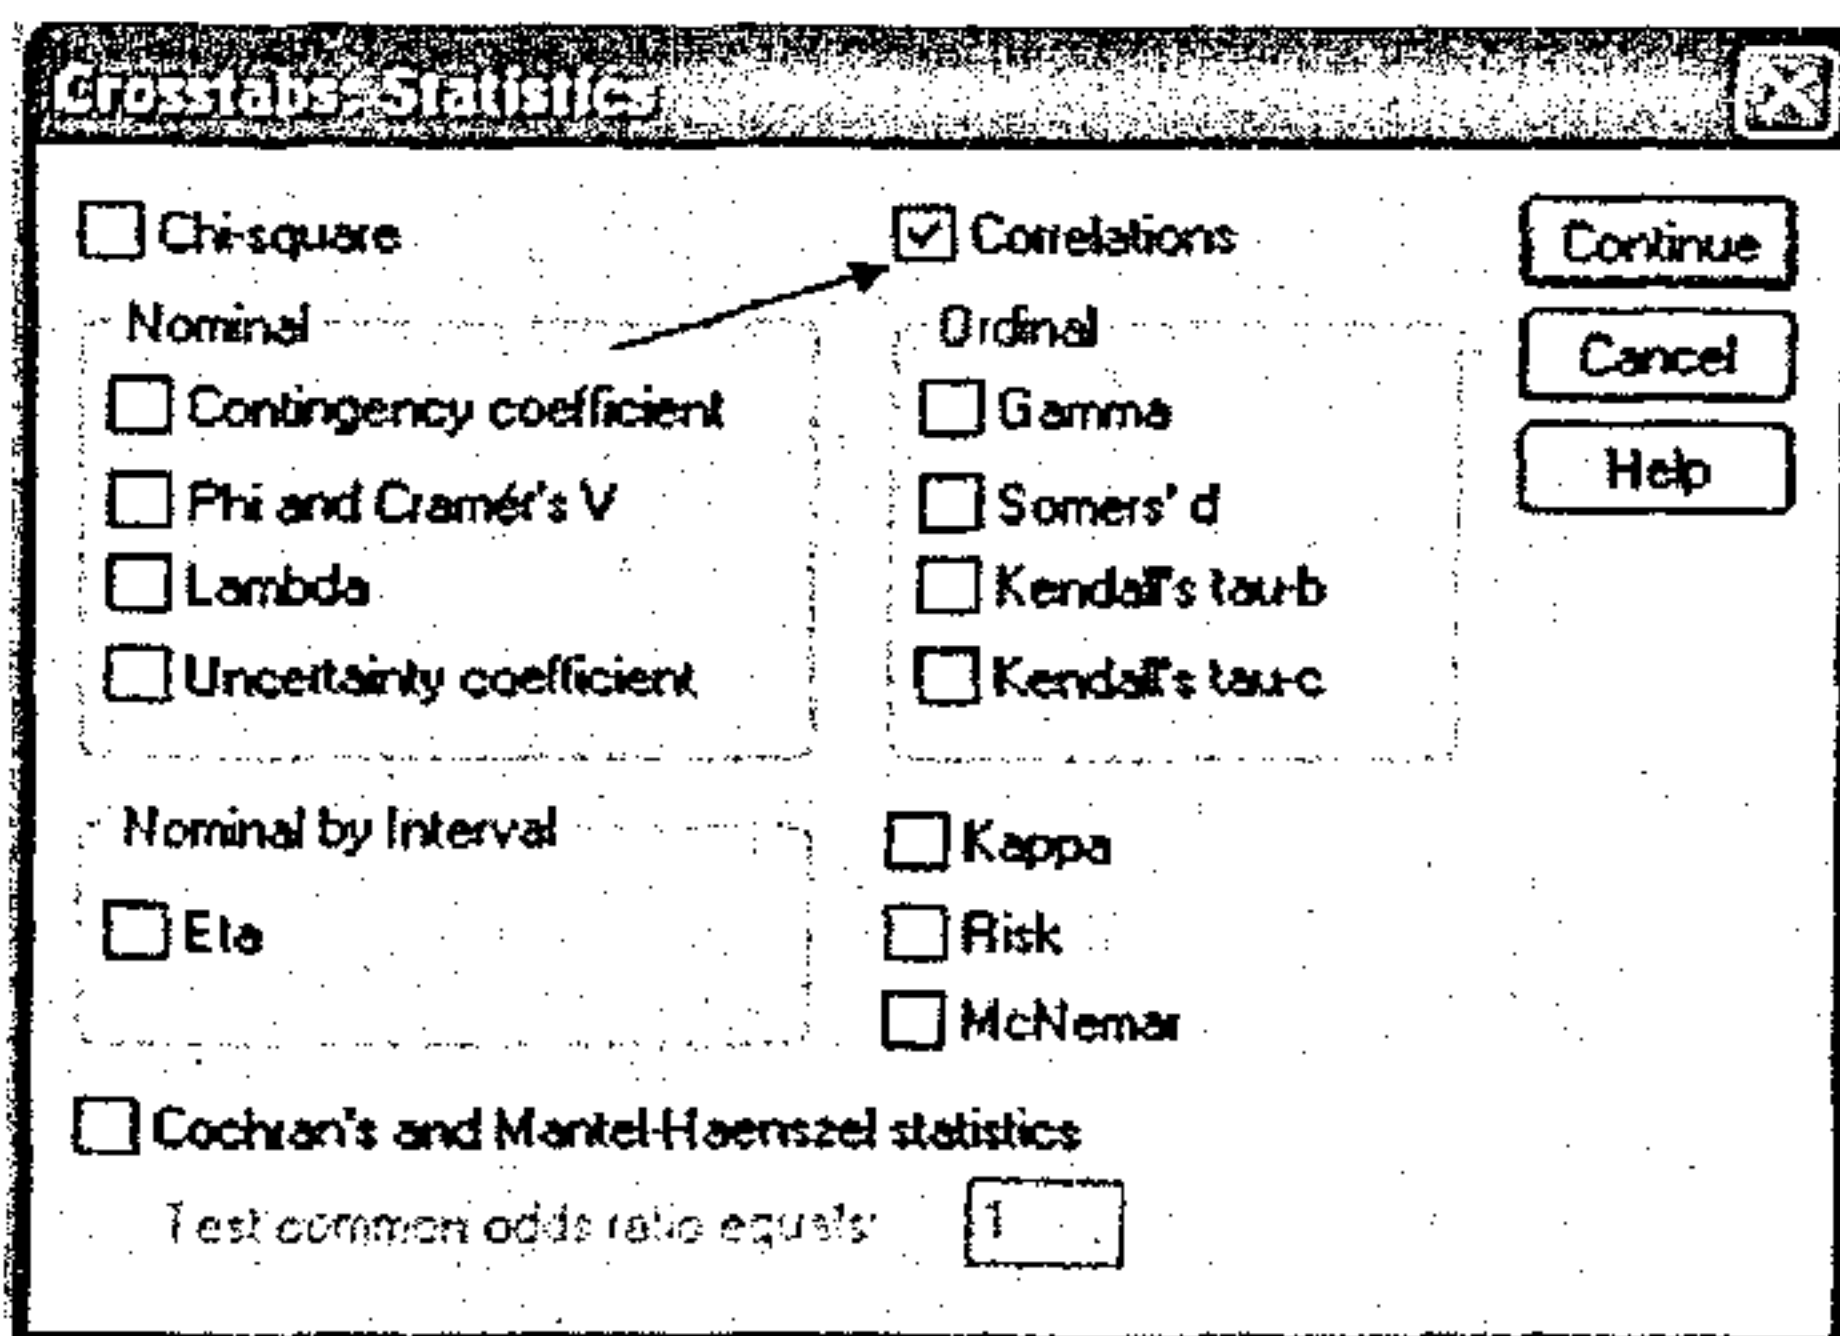 Crosstabs: Statistics
Chi-square
Correlations
Continue
Cancel
Help
Nominal
Contingency coefficient
Phi and Cramér's V
Lambda
Uncertainty coefficient
Ordinal
Gamma
Somers' d
Kendall's tau-b
Kendall's tau-c
Nominal by Interval
Eta
Kappa
Risk
McNemar
Cochran's and Mantel-Haenszel statistics
Test common odds ratio equals: 1